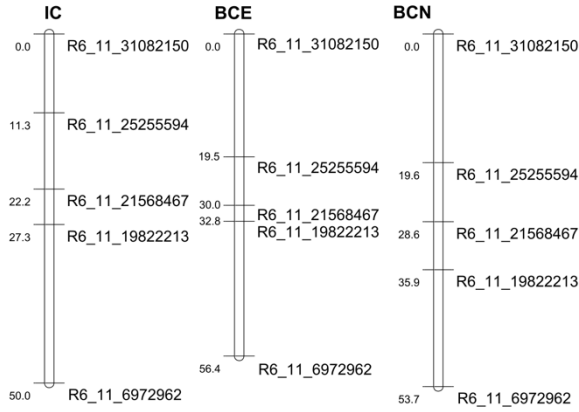 IC
0.0 R6_11_31082150
11.3 R6_11_25255594
22.2 R6_11_21568467
27.3 R6_11_19822213
50.0 R6_11_6972962
BCE
0.0 R6_11_31082150
19.5 R6_11_25255594
30.0 R6_11_21568467
32.8 R6_11_19822213
56.4 R6_11_6972962
BCN
0.0 R6_11_31082150
19.6 R6_11_25255594
28.6 R6_11_21568467
35.9 R6_11_19822213
53.7 R6_11_6972962